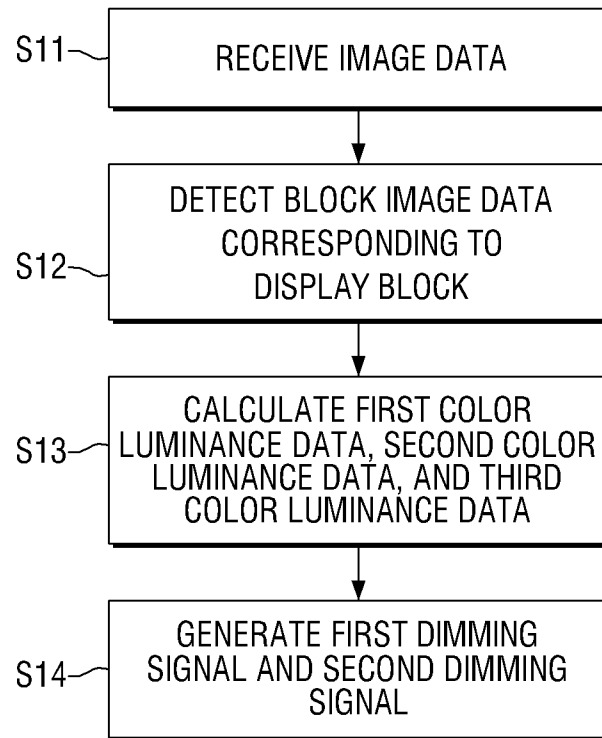 S11
RECEIVE IMAGE DATA
S12
DETECT BLOCK IMAGE DATA
CORRESPONDING TO
DISPLAY BLOCK
S13
CALCULATE FIRST COLOR
LUMINANCE DATA, SECOND COLOR
LUMINANCE DATA, AND THIRD
COLOR LUMINANCE DATA
S14
GENERATE FIRST DIMMING
SIGNAL AND SECOND DIMMING
SIGNAL